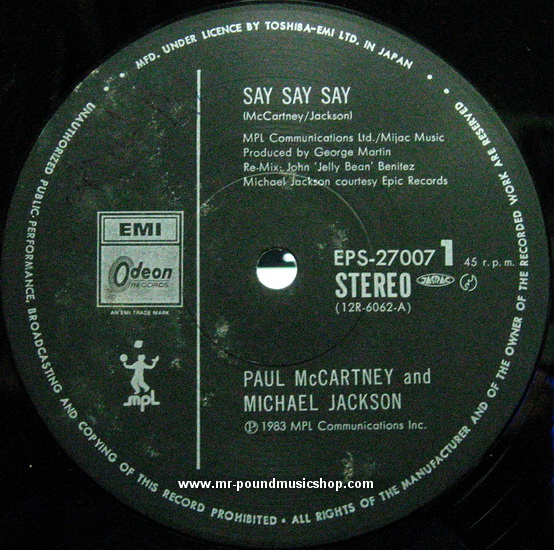 MFD. UNDER LICENCE BY TOSHIBA-EMI LTD. IN JAPAN
UNAUTHORIZED PUBLIC PERFORMANCE, BROADCASTING AND COPYING OF THIS RECORD PROHIBITED • ALL RIGHTS OF THE MANUFACTURER AND OF THE OWNER OF THE RECORDED WORK ARE RESERVED
SAY SAY SAY
(McCartney/Jackson)
MPL Communications Ltd./Mijac Music
Produced by George Martin
Re-Mix: John 'Jelly Bean' Benitez
Michael Jackson courtesy Epic Records
EMI
Odeon
RECORDS
AN EMI TRADE MARK
EPS-27007 1 45 r.p.m.
STEREO JASRAC
(12R-6062-A)
mpL
PAUL McCARTNEY and
MICHAEL JACKSON
Ⓟ 1983 MPL Communications Inc.
www.mr-poundmusicshop.com